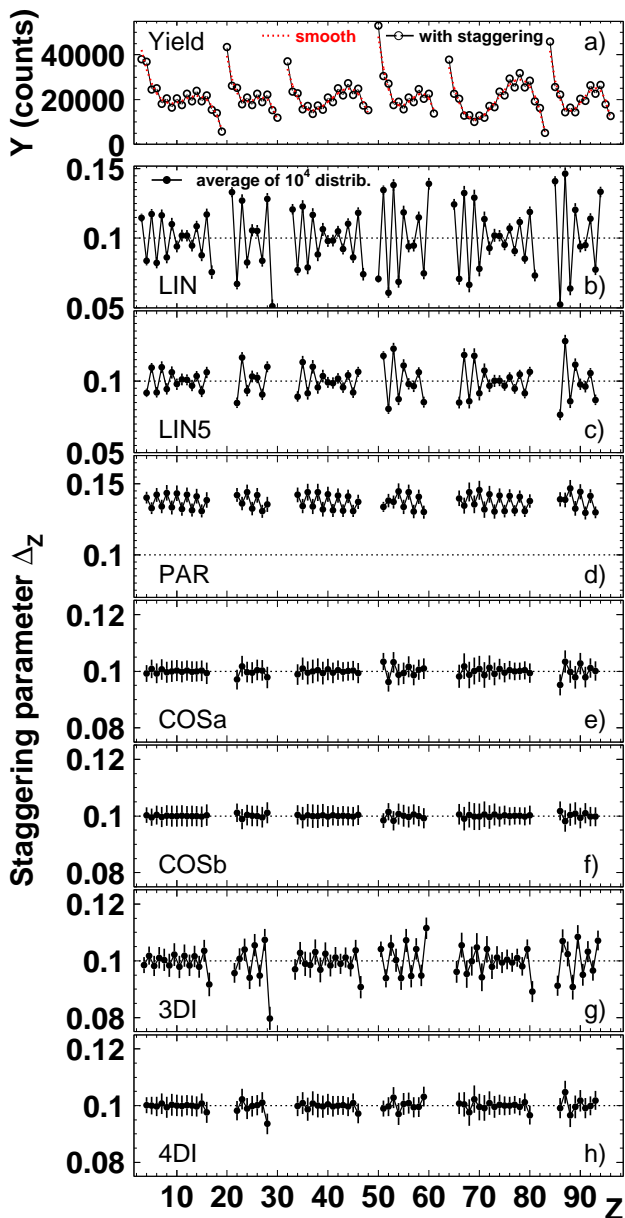 Yield
smooth
with staggering
a)
40000
20000
0
Y (counts)
average of 10⁴ distrib.
0.15
0.1
0.05
LIN
b)
0.1
0.05
LIN5
c)
0.15
0.1
PAR
d)
0.12
0.1
0.08
COSa
e)
0.12
0.1
0.08
COSb
f)
0.12
0.1
0.08
3DI
g)
0.12
0.1
0.08
4DI
h)
Staggering parameter Δ_Z
10 20 30 40 50 60 70 80 90 Z